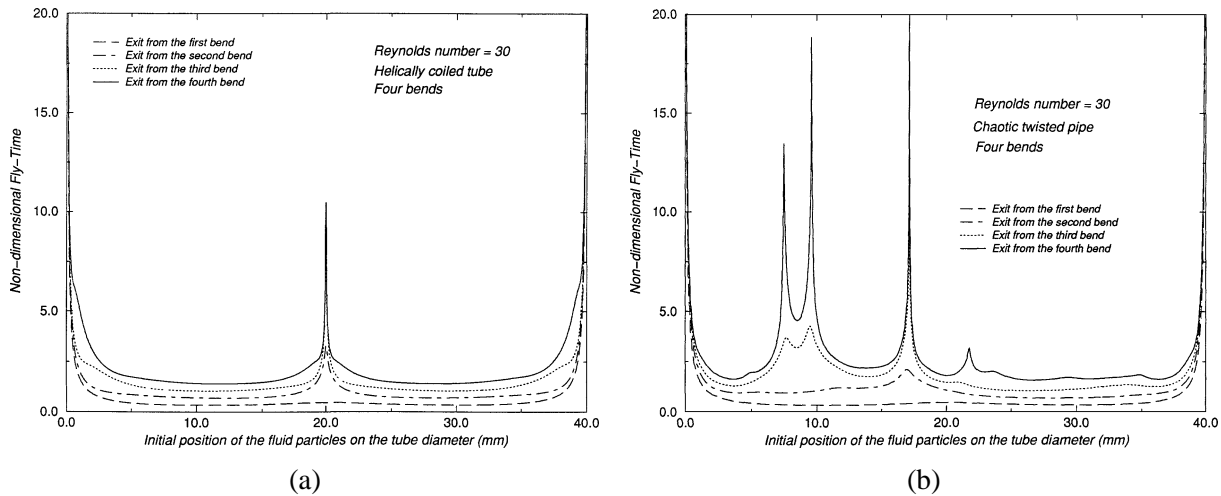 20.0
15.0
10.0
5.0
0.0
Non-dimensional Fly-Time
Exit from the first bend
Exit from the second bend
Exit from the third bend
Exit from the fourth bend
Reynolds number = 30
Helically coiled tube
Four bends
0.0 10.0 20.0 30.0 40.0
Initial position of the fluid particles on the tube diameter (mm)
(a)
20.0
15.0
10.0
5.0
0.0
Non-dimensional Fly-Time
Reynolds number = 30
Chaotic twisted pipe
Four bends
Exit from the first bend
Exit from the second bend
Exit from the third bend
Exit from the fourth bend
0.0 10.0 20.0 30.0 40.0
Initial position of the fluid particles on the tube diameter (mm)
(b)